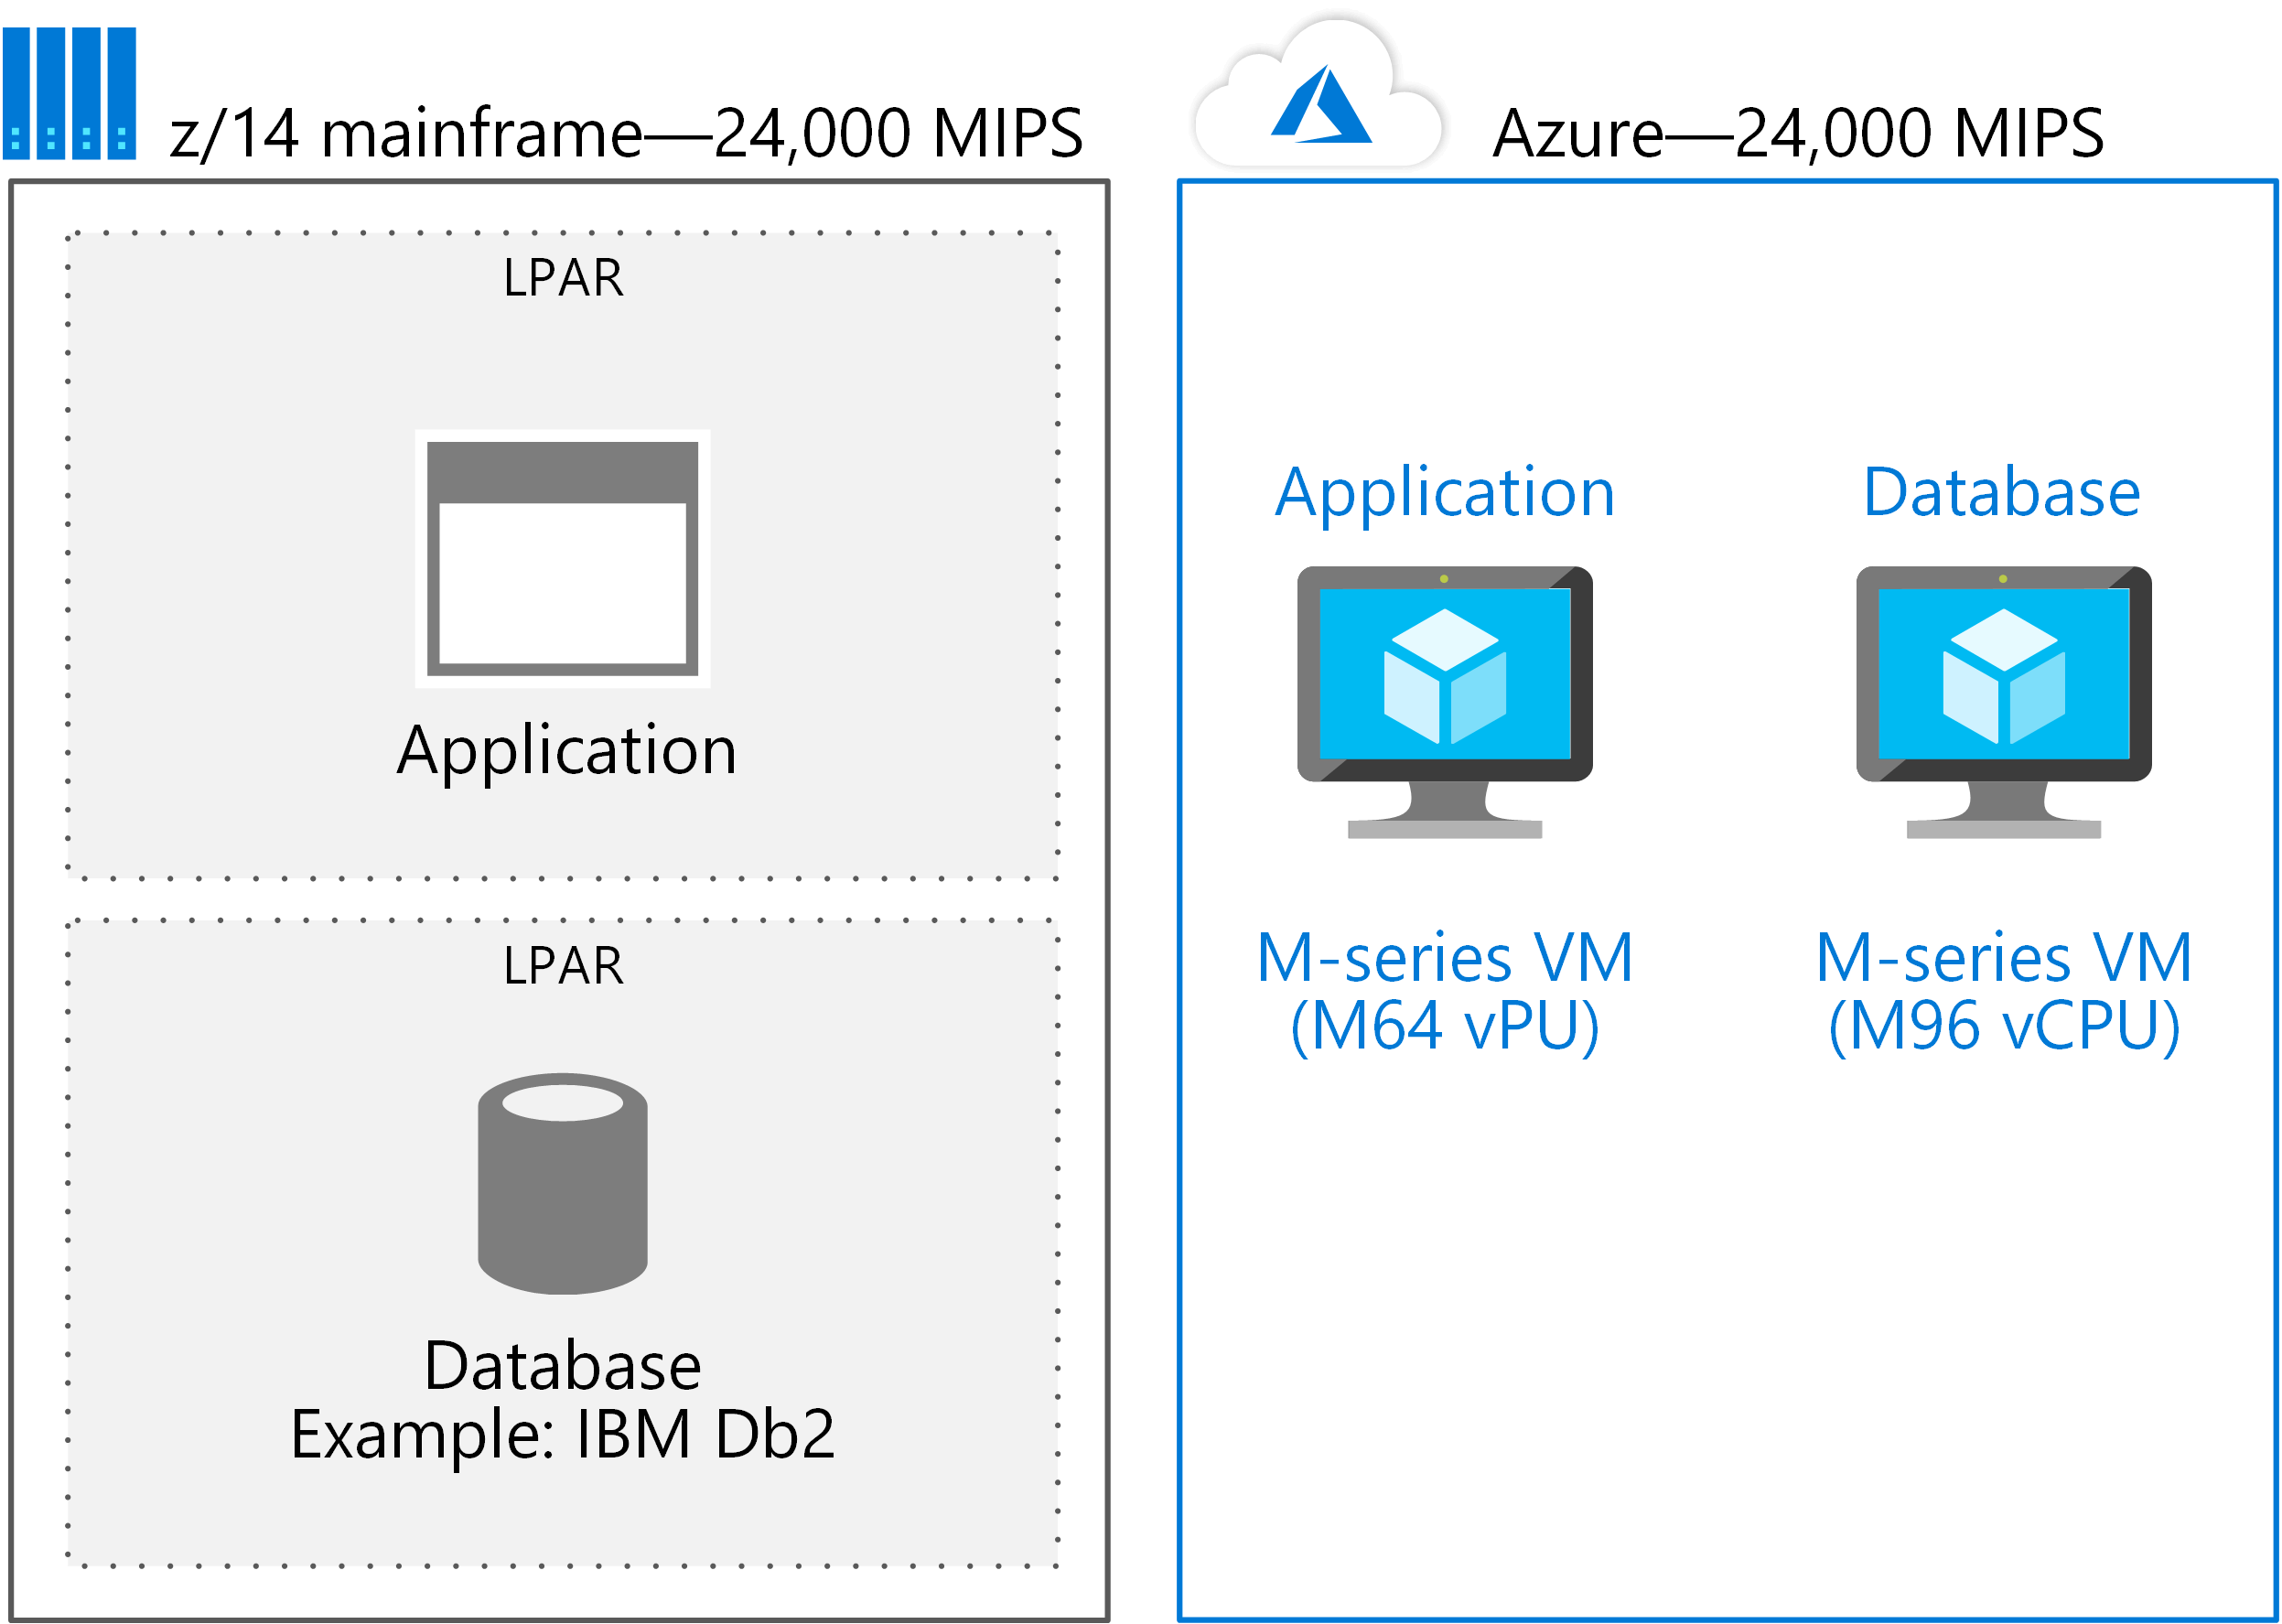 z/14 mainframe—24,000 MIPS
LPAR
Application
LPAR
Database
Example: IBM Db2
Azure—24,000 MIPS
Application
Database
M-series VM
(M64 vPU)
M-series VM
(M96 vCPU)